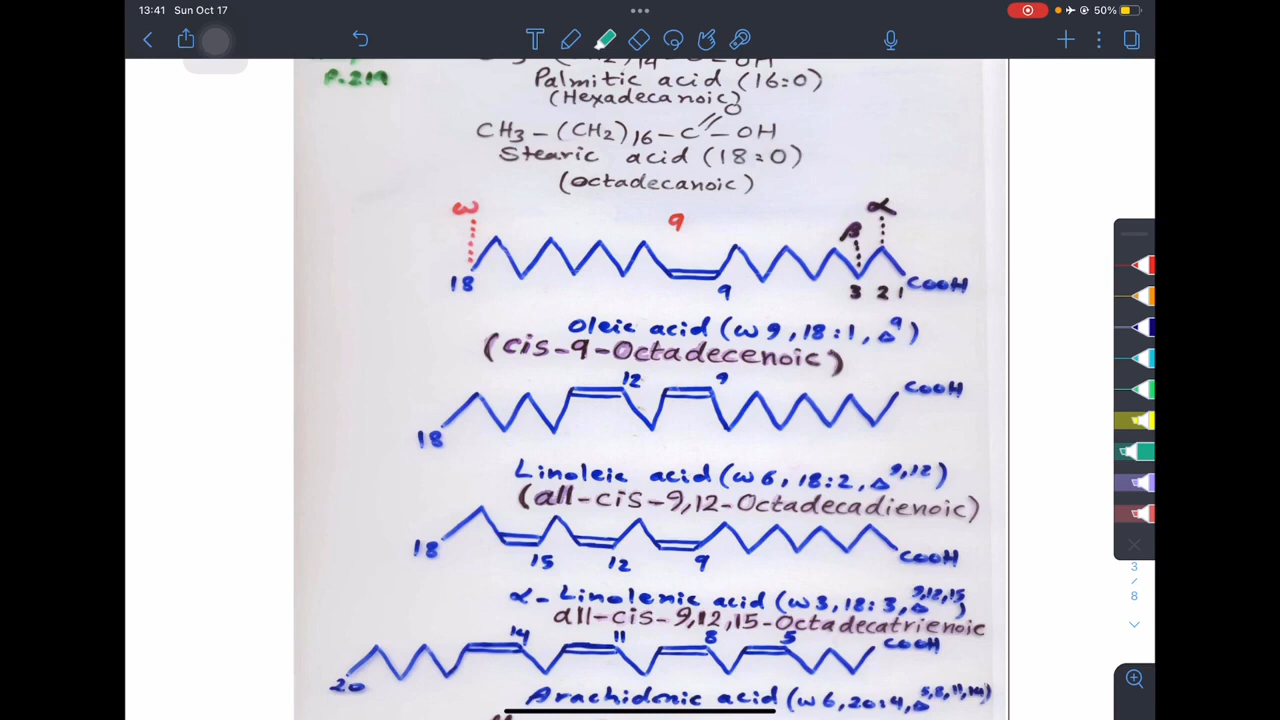 13:41 Sun Oct 17
50%
P.219
Palmitic acid (16:0)
(Hexadecanoic)
O
CH3-(CH2)16-C-OH
Stearic acid (18:0)
(octadecanoic)
ω 9 β α
18 9 3 2 1 COOH
Oleic acid (ω9, 18:1, Δ9)
(cis-9-Octadecenoic)
12 9 COOH
18
Linoleic acid (ω6, 18:2, Δ9,12)
(all-cis-9,12-Octadecadienoic)
18 15 12 9 COOH
α-Linolenic acid (ω3, 18:3, Δ9,12,15)
all-cis-9,12,15-Octadecatrienoic
14 11 8 5 COOH
20
Arachidonic acid (ω6, 20:4, Δ5,8,11,14)
3
/
8